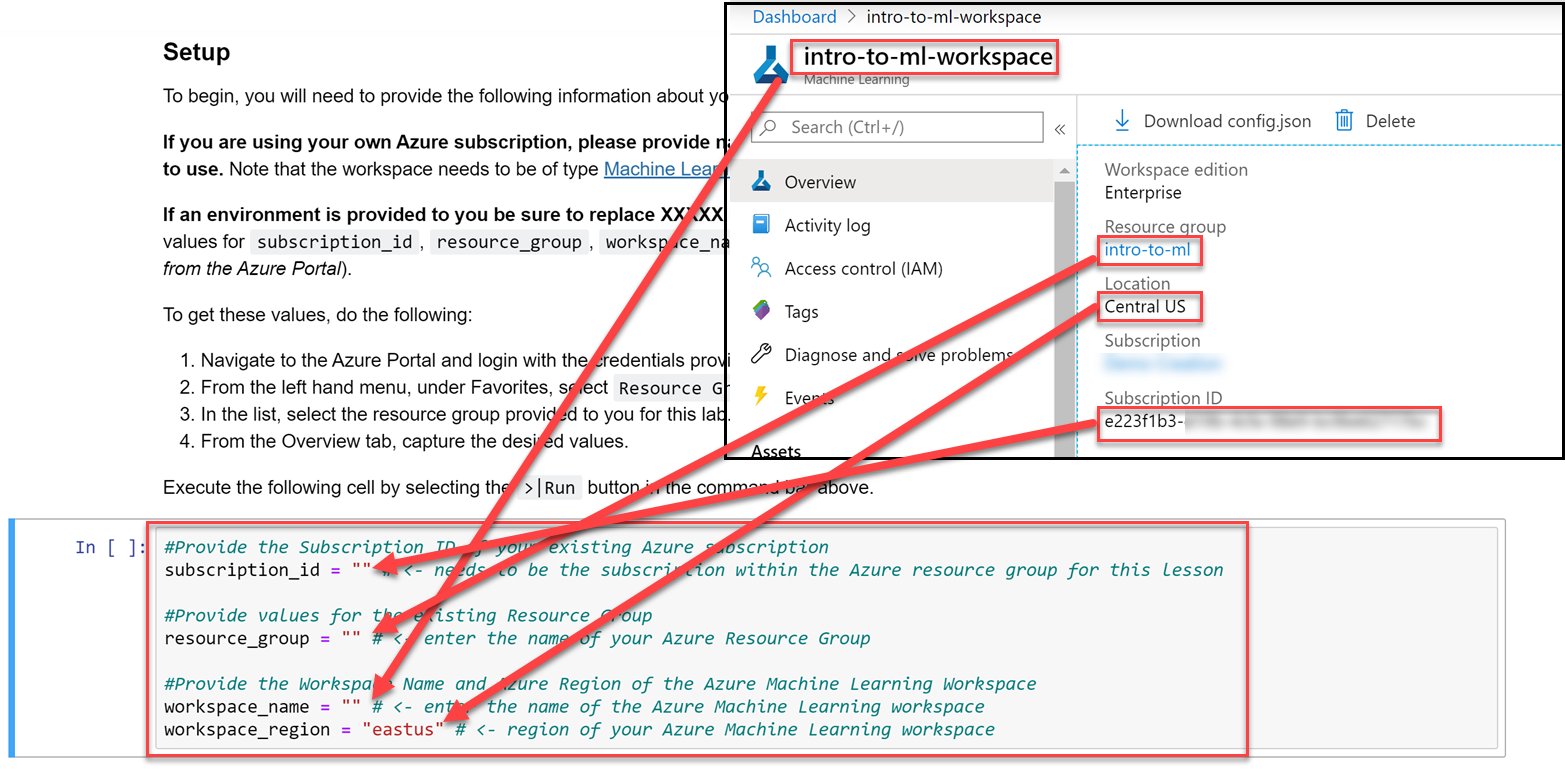 Setup
To begin, you will need to provide the following information about yo
If you are using your own Azure subscription, please provide n
to use. Note that the workspace needs to be of type Machine Lear
If an environment is provided to you be sure to replace XXXXX
values for subscription_id, resource_group, workspace_na
from the Azure Portal).
To get these values, do the following:
1. Navigate to the Azure Portal and login with the credentials provi
2. From the left hand menu, under Favorites, select Resource Gr
3. In the list, select the resource group provided to you for this lab.
4. From the Overview tab, capture the desired values.
Execute the following cell by selecting the >|Run button in the command bar above.
Dashboard > intro-to-ml-workspace
intro-to-ml-workspace
Machine Learning
Search (Ctrl+/)
«
Overview
Activity log
Access control (IAM)
Tags
Diagnose and solve problems
Events
Assets
Download config.json Delete
Workspace edition
Enterprise
Resource group
intro-to-ml
Location
Central US
Subscription
Subscription ID
e223f1b3-
In [ ]:
#Provide the Subscription ID of your existing Azure subscription
subscription_id = "" # <- needs to be the subscription within the Azure resource group for this Lesson
#Provide values for the existing Resource Group
resource_group = "" # <- enter the name of your Azure Resource Group
#Provide the Workspace Name and Azure Region of the Azure Machine Learning Workspace
workspace_name = "" # <- enter the name of the Azure Machine Learning workspace
workspace_region = "eastus" # <- region of your Azure Machine Learning workspace